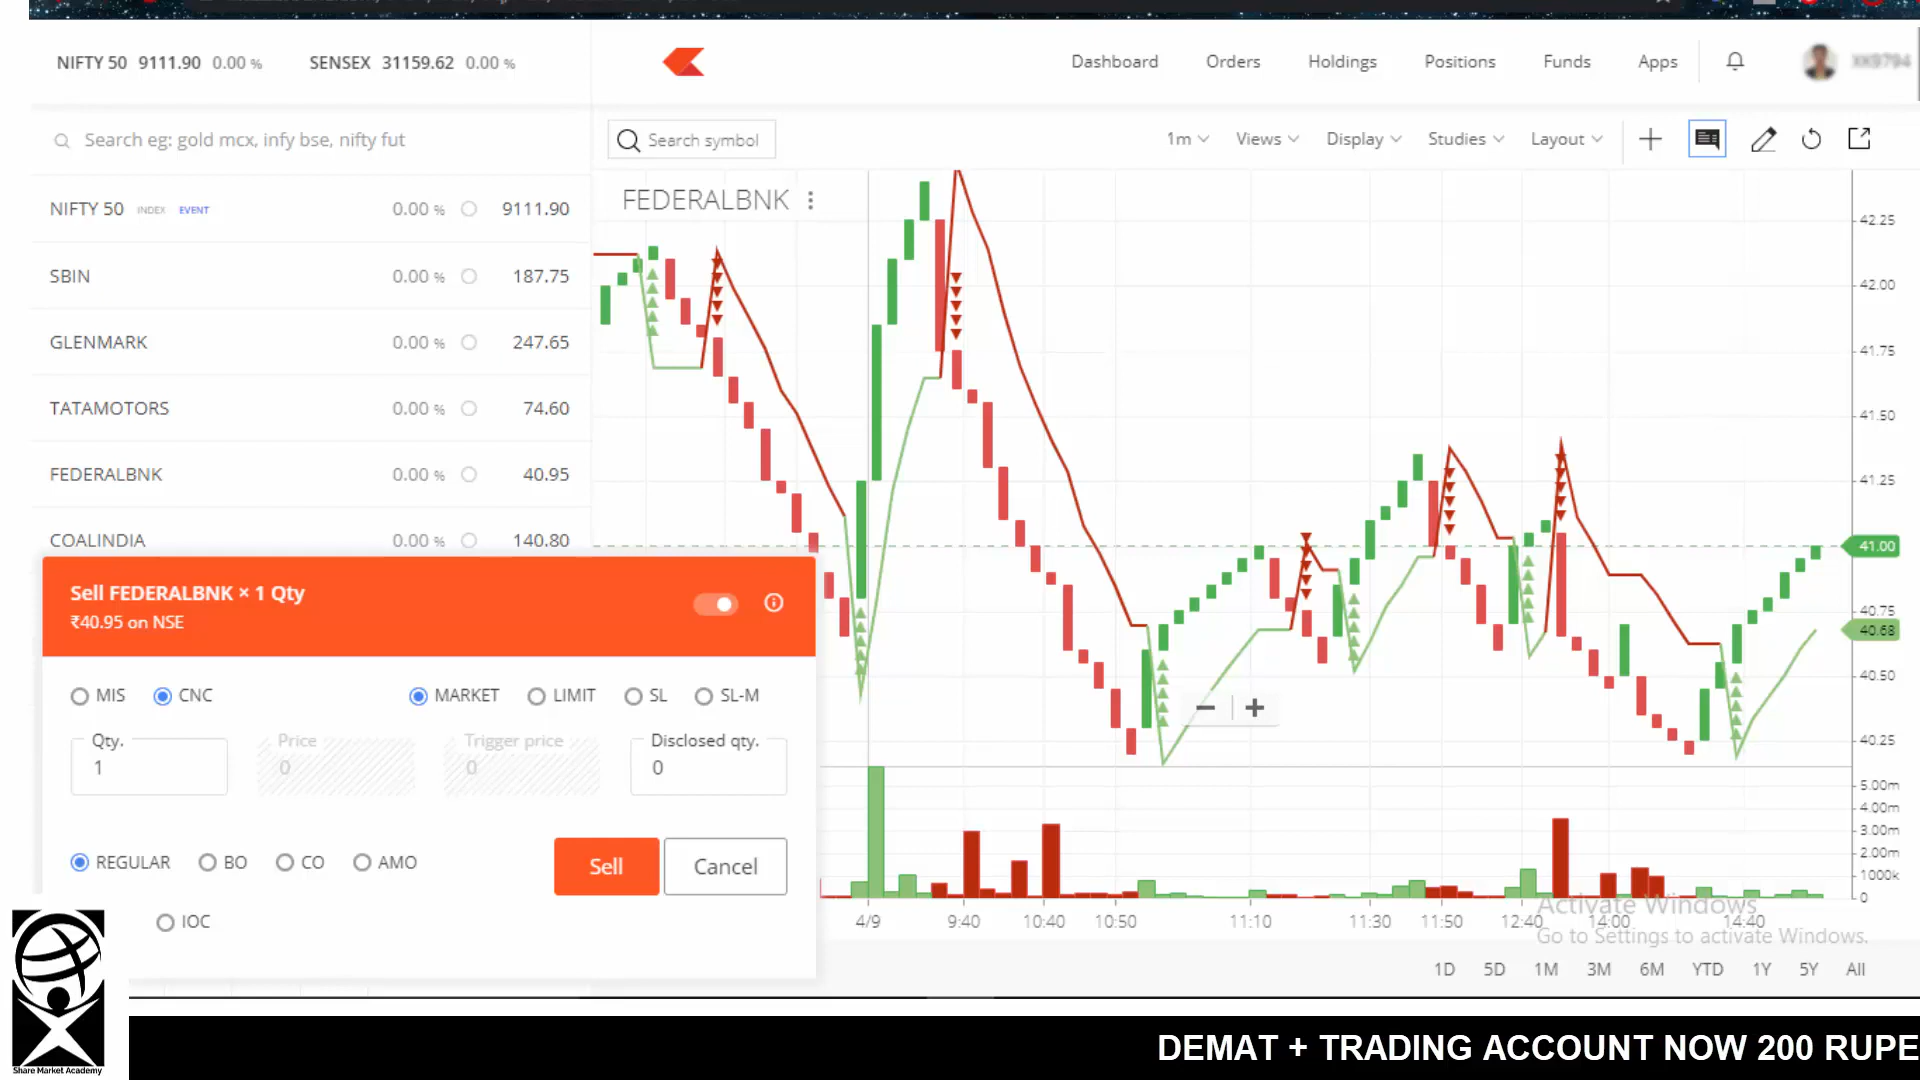 NIFTY 50 9111.90 0.00 %
SENSEX 31159.62 0.00 %
Dashboard
Orders
Holdings
Positions
Funds
Apps
XK9794
Search eg: gold mcx, infy bse, nifty fut
Search symbol
1m
Views
Display
Studies
Layout
NIFTY 50 INDEX EVENT 0.00 % 9111.90
SBIN 0.00 % 187.75
GLENMARK 0.00 % 247.65
TATAMOTORS 0.00 % 74.60
FEDERALBNK 0.00 % 40.95
COALINDIA 0.00 % 140.80
FEDERALBNK
42.25
42.00
41.75
41.50
41.25
41.00
40.75
40.68
40.50
40.25
5.00m
4.00m
3.00m
2.00m
1000k
0
4/9
9:40
10:40
10:50
11:10
11:30
11:50
12:40
14:00
14:40
Sell FEDERALBNK × 1 Qty
₹40.95 on NSE
MIS
CNC
MARKET
LIMIT
SL
SL-M
Qty.
1
Price
0
Trigger price
0
Disclosed qty.
0
REGULAR
BO
CO
AMO
Sell
Cancel
IOC
Activate Windows
Go to Settings to activate Windows.
1D
5D
1M
3M
6M
YTD
1Y
5Y
All
Share Market Academy
DEMAT + TRADING ACCOUNT NOW 200 RUPE